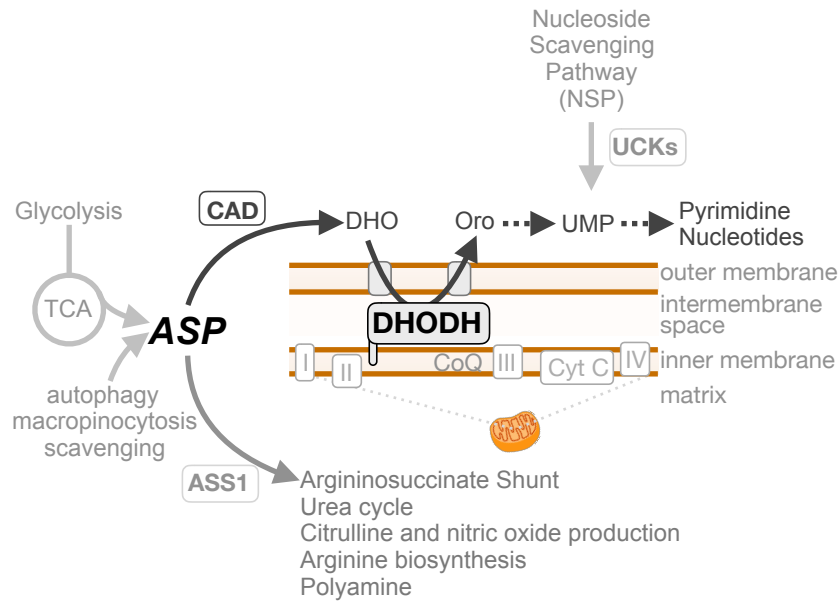 Nucleoside
Scavenging
Pathway
(NSP)
UCKs
Glycolysis
CAD
DHO
Oro
UMP
Pyrimidine
Nucleotides
outer membrane
TCA
ASP
intermembrane
space
DHODH
I
II
CoQ
III
Cyt C
IV
inner membrane
matrix
autophagy
macropinocytosis
scavenging
ASS1
Argininosuccinate Shunt
Urea cycle
Citrulline and nitric oxide production
Arginine biosynthesis
Polyamine